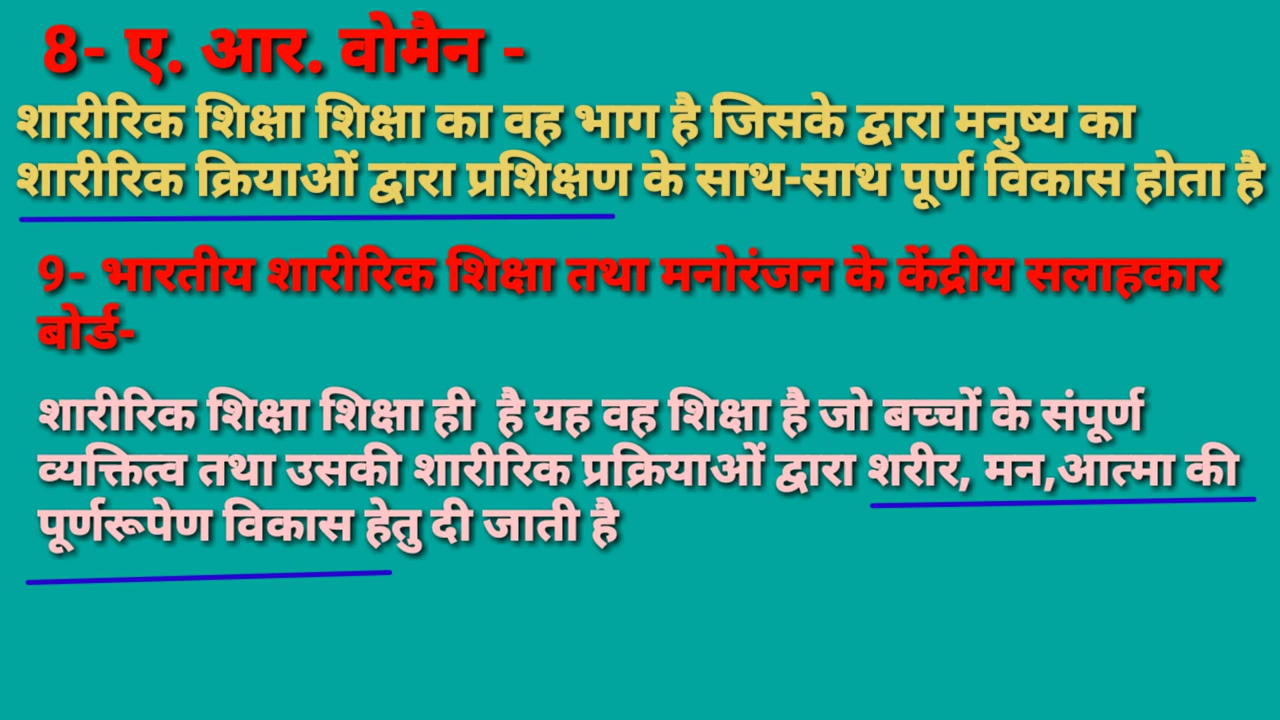 8- ए. आर. वोमैन -
शारीरिक शिक्षा शिक्षा का वह भाग है जिसके द्वारा मनुष्य का
शारीरिक क्रियाओं द्वारा प्रशिक्षण के साथ-साथ पूर्ण विकास होता है
9- भारतीय शारीरिक शिक्षा तथा मनोरंजन के केंद्रीय सलाहकार
बोर्ड-
शारीरिक शिक्षा शिक्षा ही है यह वह शिक्षा है जो बच्चों के संपूर्ण
व्यक्तित्व तथा उसकी शारीरिक प्रक्रियाओं द्वारा शरीर, मन,आत्मा की
पूर्णरूपेण विकास हेतु दी जाती है